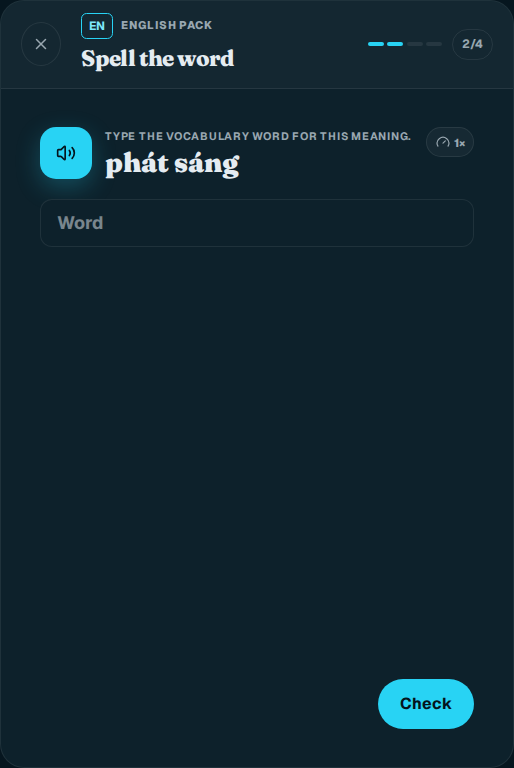 EN ENGLISH PACK
Spell the word
2/4
TYPE THE VOCABULARY WORD FOR THIS MEANING.
phát sáng
1×
Word
Check